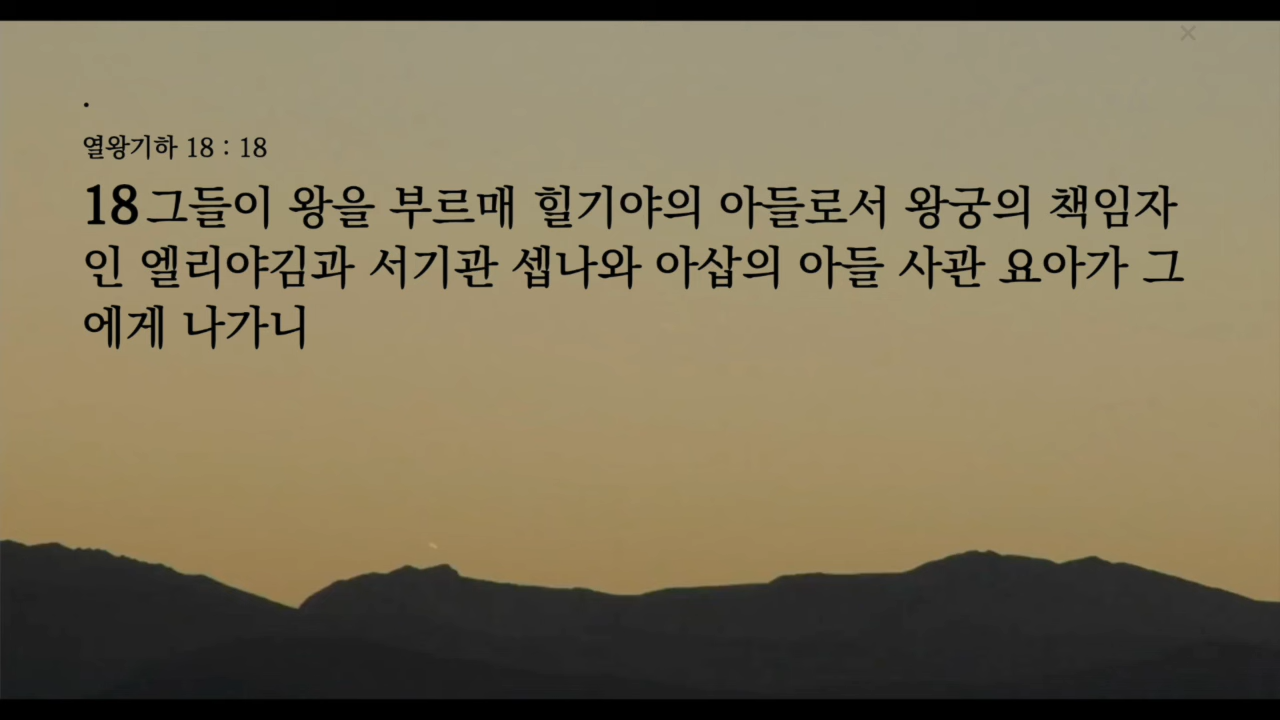 .
열왕기하 18 : 18
18그들이 왕을 부르매 힐기야의 아들로서 왕궁의 책임자
인 엘리야김과 서기관 셉나와 아삽의 아들 사관 요아가 그
에게 나가니